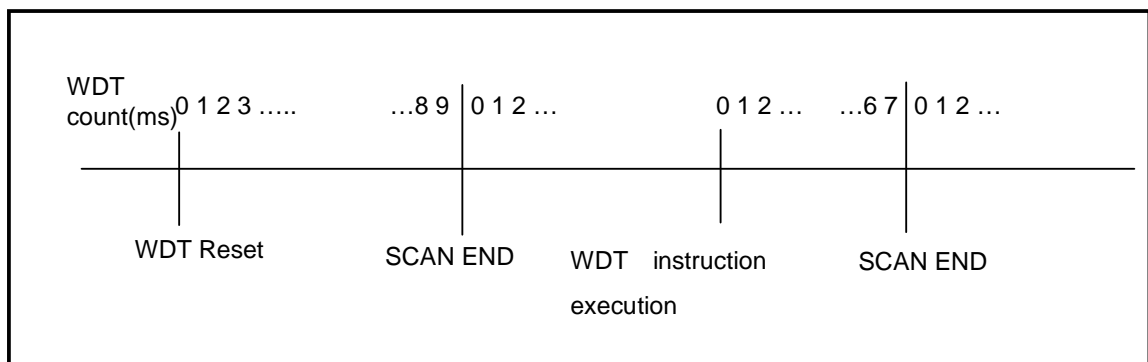 WDT
count(ms) 0 1 2 3 ….. …8 9 0 1 2 … 0 1 2 … …6 7 0 1 2 …
WDT Reset SCAN END WDT instruction SCAN END
execution